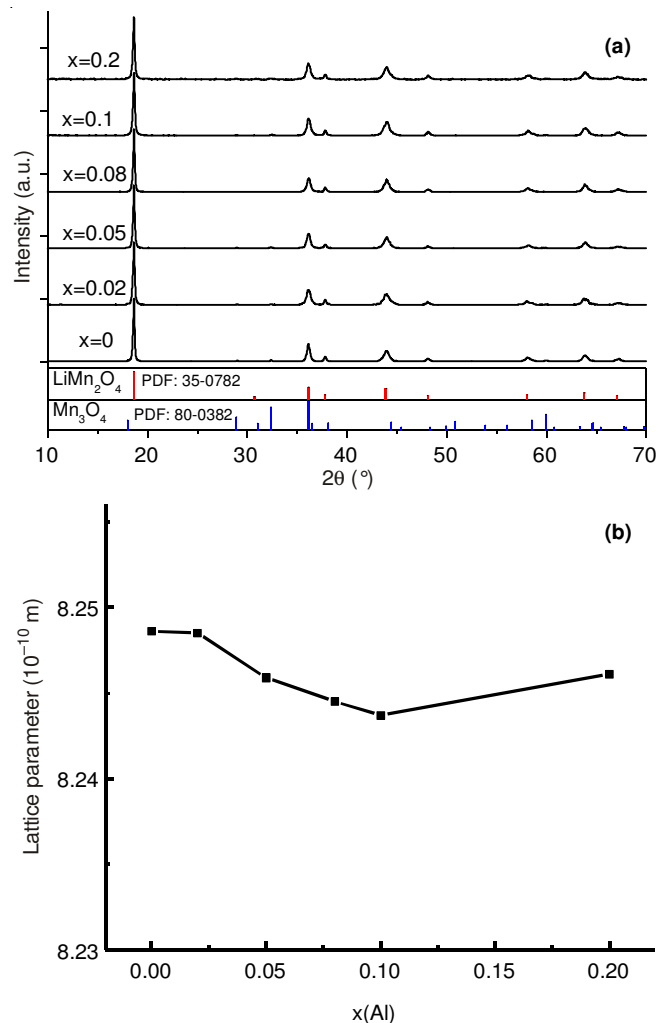 (a)
x=0.2
x=0.1
x=0.08
x=0.05
x=0.02
x=0
Intensity (a.u.)
LiMn₂O₄ PDF: 35-0782
Mn₃O₄ PDF: 80-0382
10 20 30 40 50 60 70
2θ (°)
(b)
8.25
8.24
8.23
Lattice parameter (10⁻¹⁰ m)
0.00 0.05 0.10 0.15 0.20
x(Al)